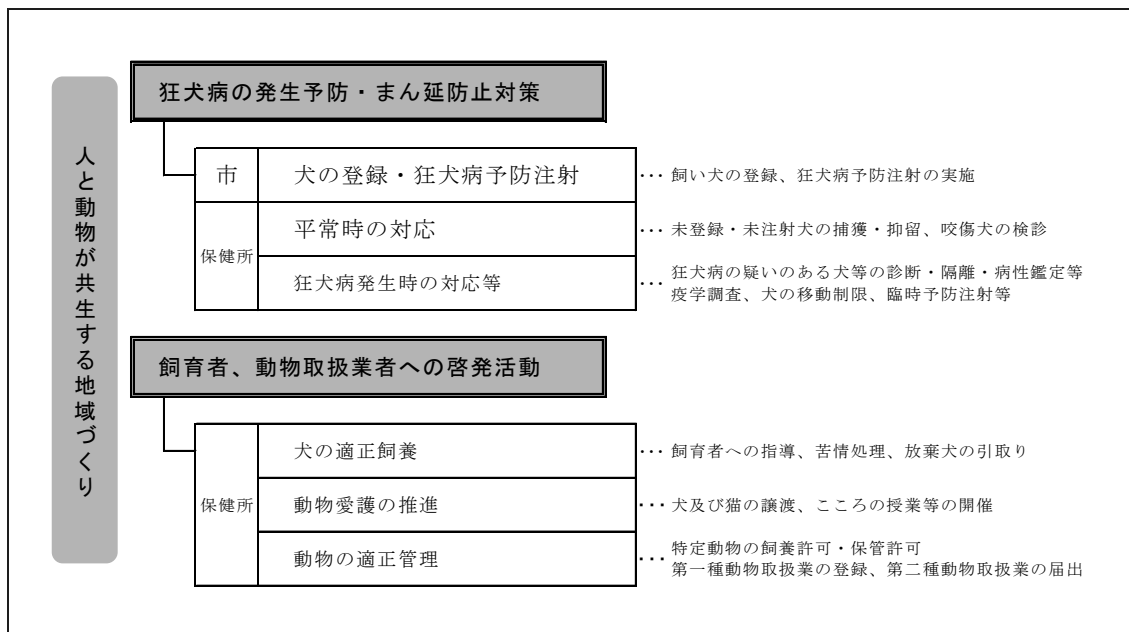 人と動物が共生する地域づくり
狂犬病の発生予防・まん延防止対策
市
犬の登録・狂犬病予防注射
･･･ 飼い犬の登録、狂犬病予防注射の実施
保健所
平常時の対応
･･･ 未登録・未注射犬の捕獲・抑留、咬傷犬の検診
狂犬病発生時の対応等
･･･ 狂犬病の疑いのある犬等の診断・隔離・病性鑑定等
疫学調査、犬の移動制限、臨時予防注射等
飼育者、動物取扱業者への啓発活動
保健所
犬の適正飼養
･･･ 飼育者への指導、苦情処理、放棄犬の引取り
動物愛護の推進
･･･ 犬及び猫の譲渡、こころの授業等の開催
動物の適正管理
･･･ 特定動物の飼養許可・保管許可
第一種動物取扱業の登録、第二種動物取扱業の届出